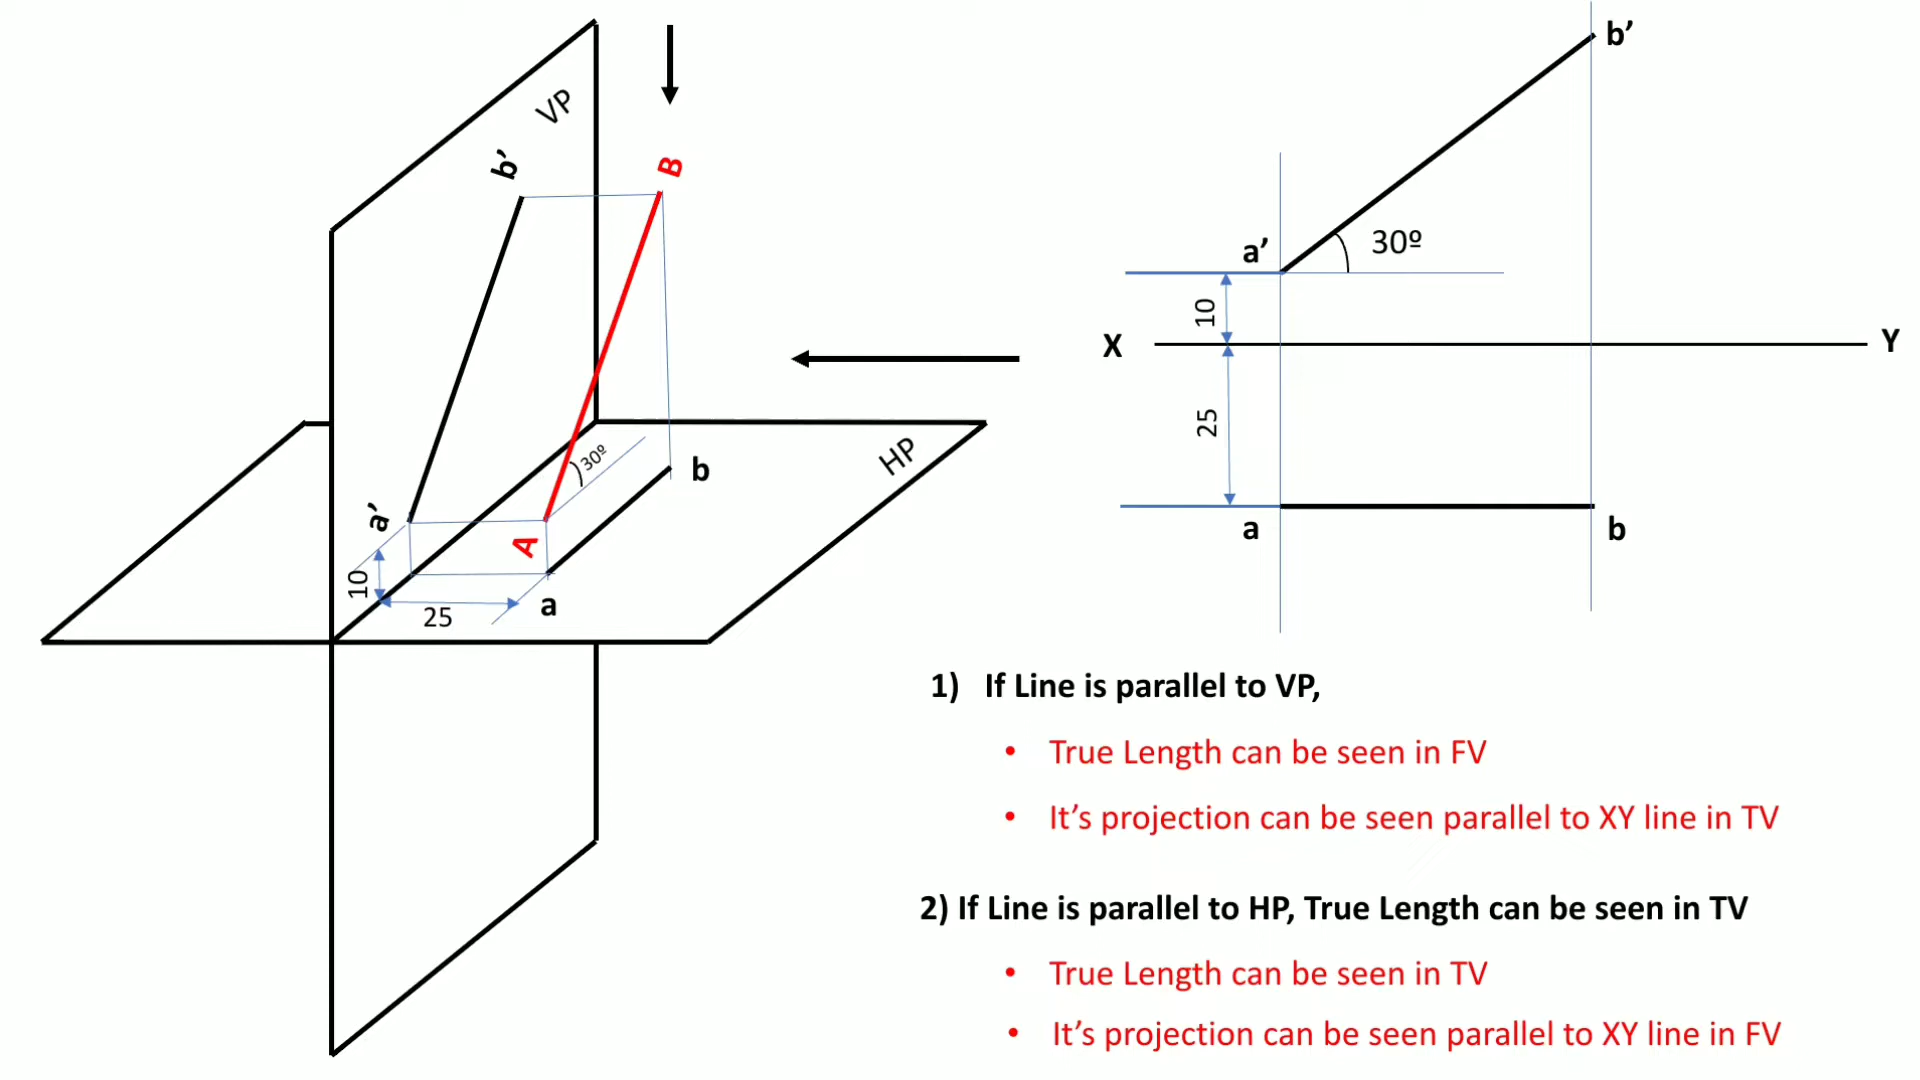 VP
b’
B
30º
HP
b
a’
A
10
25
a
b’
a’
30º
10
X
Y
25
a
b
1) If Line is parallel to VP,
• True Length can be seen in FV
• It’s projection can be seen parallel to XY line in TV
2) If Line is parallel to HP, True Length can be seen in TV
• True Length can be seen in TV
• It’s projection can be seen parallel to XY line in FV